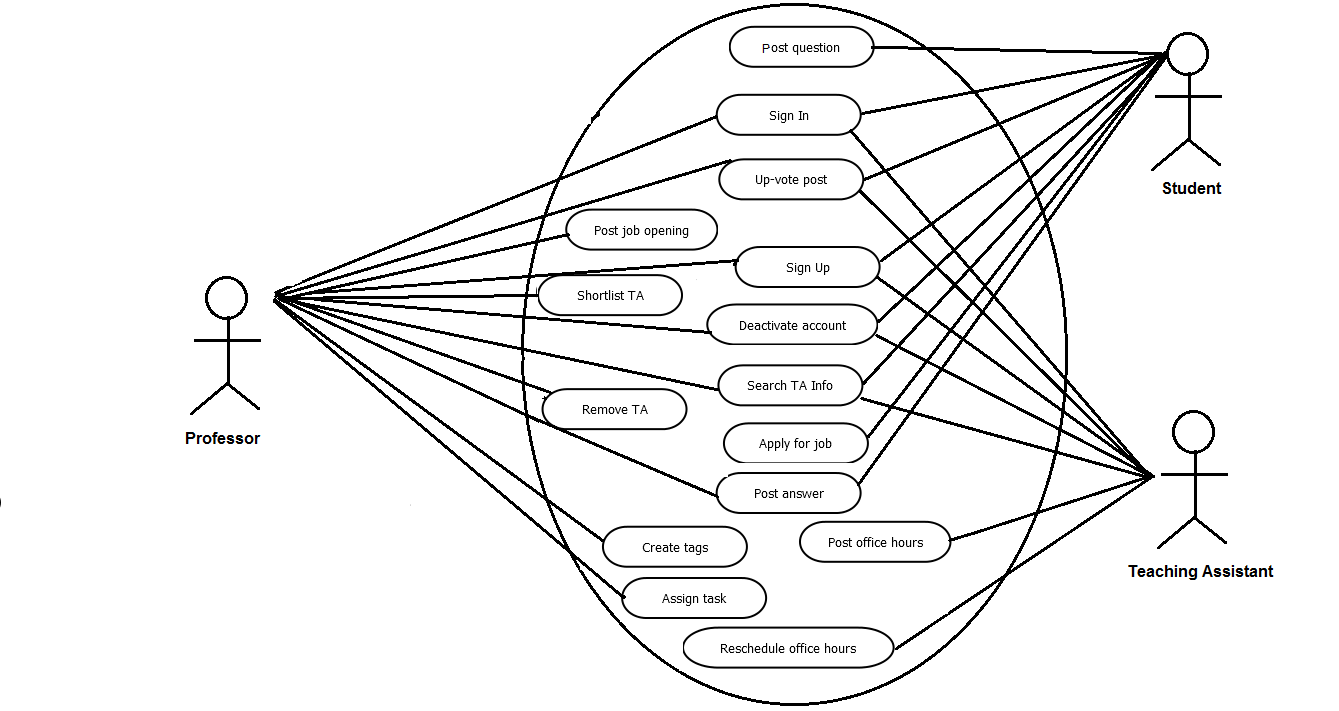 Post question
Sign In
Up-vote post
Student
Post job opening
Sign Up
Shortlist TA
Deactivate account
Search TA Info
Remove TA
Professor
Apply for job
Post answer
Post office hours
Create tags
Teaching Assistant
Assign task
Reschedule office hours